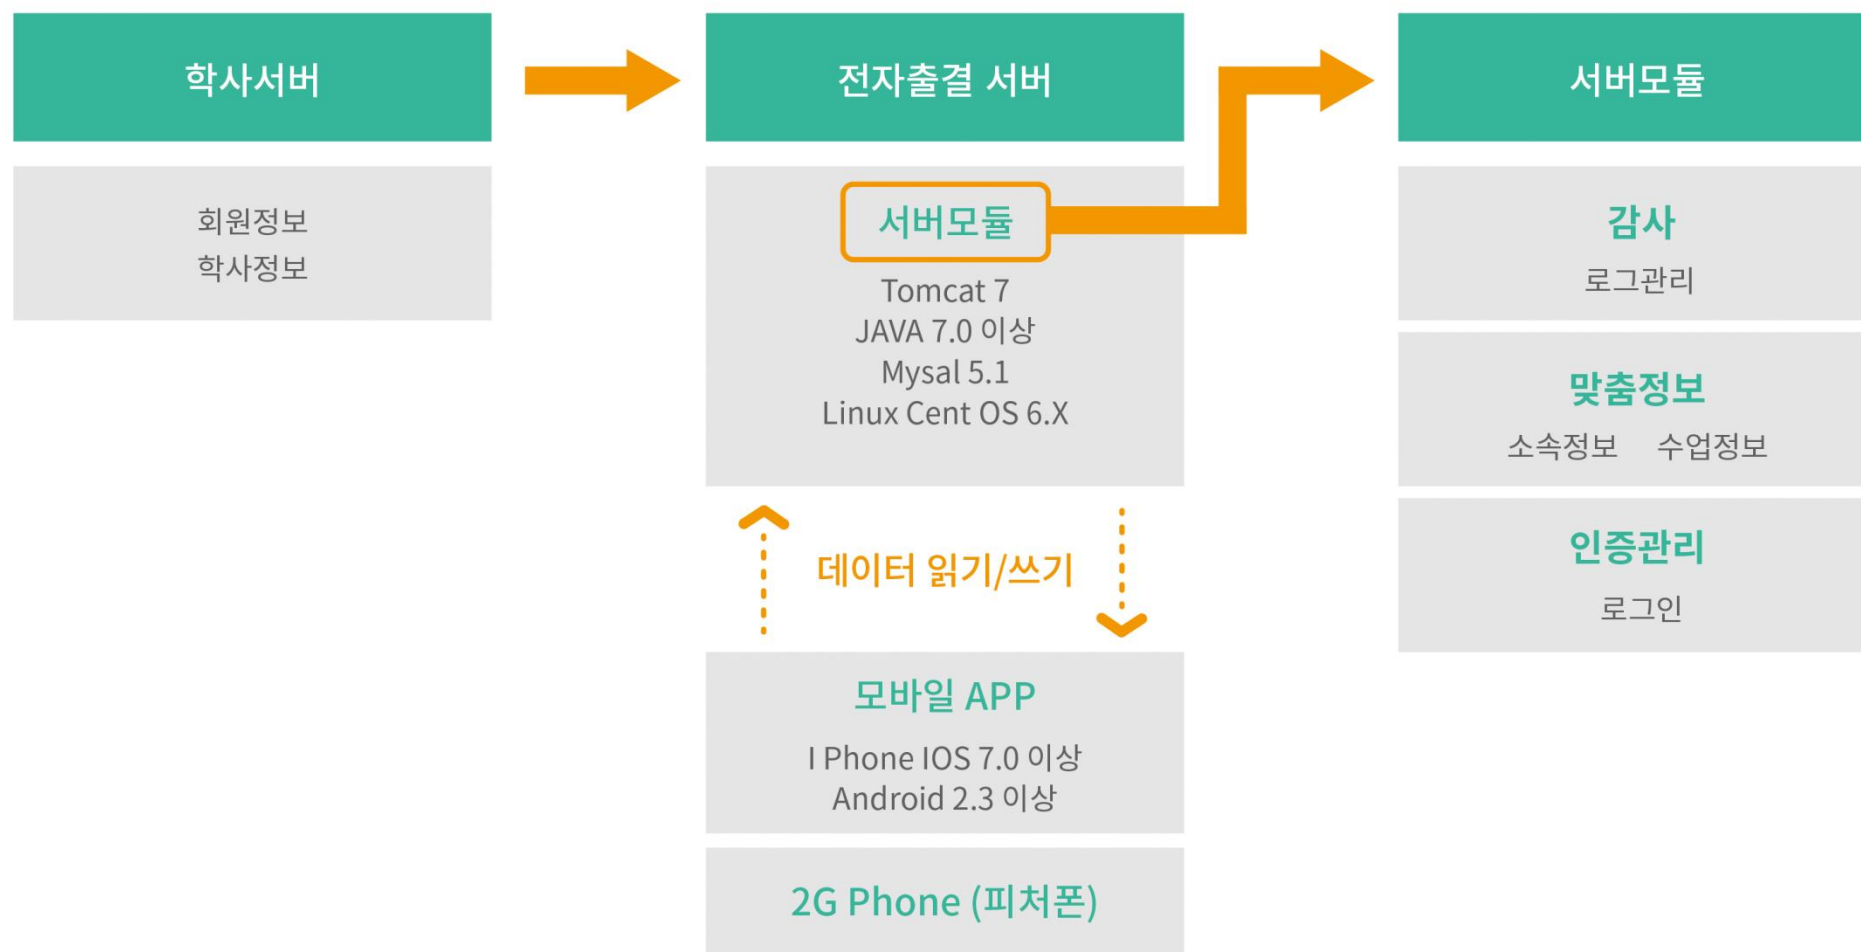 학사서버
회원정보
학사정보
전자출결 서버
서버모듈
Tomcat 7
JAVA 7.0 이상
Mysal 5.1
Linux Cent OS 6.X
데이터 읽기/쓰기
모바일 APP
I Phone IOS 7.0 이상
Android 2.3 이상
2G Phone (피처폰)
서버모듈
감사
로그관리
맞춤정보
소속정보 수업정보
인증관리
로그인